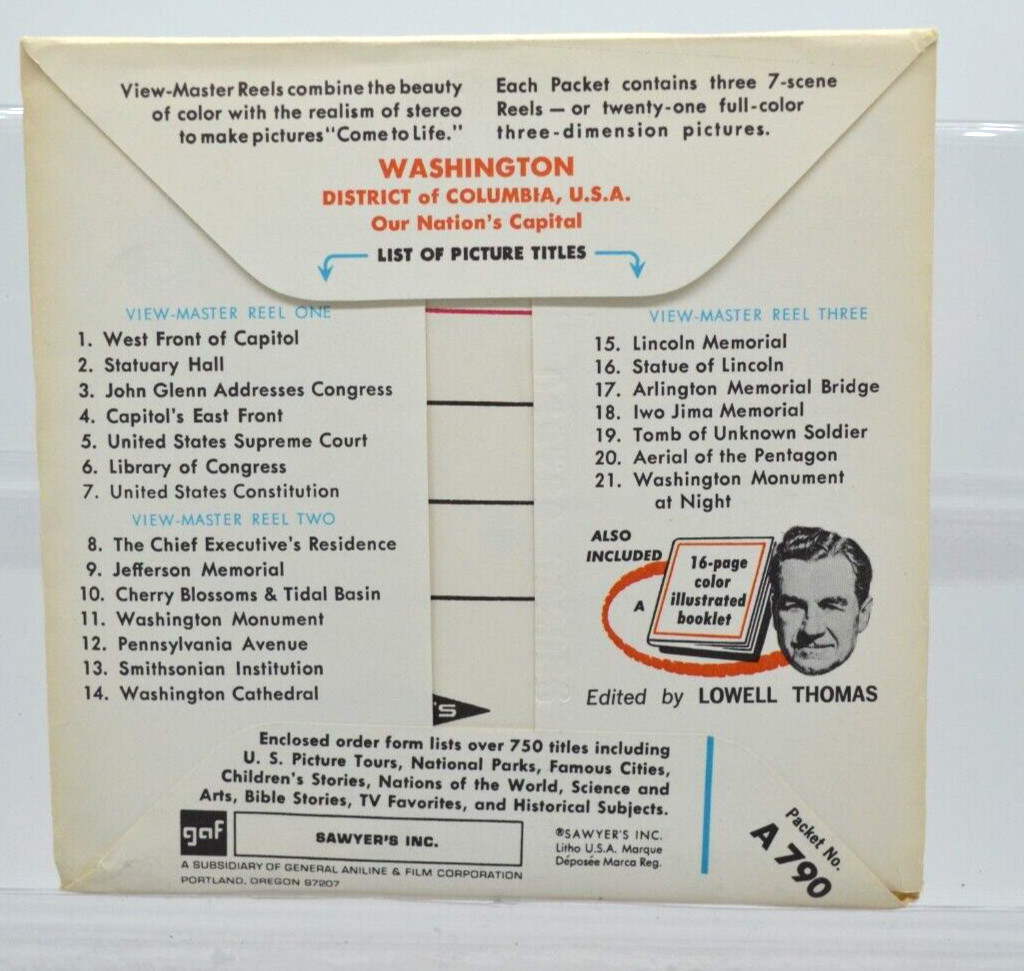 View-Master Reels combine the beauty
of color with the realism of stereo
to make pictures "Come to Life."
Each Packet contains three 7-scene
Reels — or twenty-one full-color
three-dimension pictures.
WASHINGTON
DISTRICT of COLUMBIA, U.S.A.
Our Nation's Capital
LIST OF PICTURE TITLES
VIEW-MASTER REEL ONE
1. West Front of Capitol
2. Statuary Hall
3. John Glenn Addresses Congress
4. Capitol's East Front
5. United States Supreme Court
6. Library of Congress
7. United States Constitution
VIEW-MASTER REEL TWO
8. The Chief Executive's Residence
9. Jefferson Memorial
10. Cherry Blossoms & Tidal Basin
11. Washington Monument
12. Pennsylvania Avenue
13. Smithsonian Institution
14. Washington Cathedral
VIEW-MASTER REEL THREE
15. Lincoln Memorial
16. Statue of Lincoln
17. Arlington Memorial Bridge
18. Iwo Jima Memorial
19. Tomb of Unknown Soldier
20. Aerial of the Pentagon
21. Washington Monument
at Night
ALSO
INCLUDED
A
16-page
color
illustrated
booklet
Edited by LOWELL THOMAS
'S
Enclosed order form lists over 750 titles including
U. S. Picture Tours, National Parks, Famous Cities,
Children's Stories, Nations of the World, Science and
Arts, Bible Stories, TV Favorites, and Historical Subjects.
gaf
SAWYER'S INC.
A SUBSIDIARY OF GENERAL ANILINE & FILM CORPORATION
PORTLAND, OREGON 97207
®SAWYER'S INC.
Litho U.S.A. Marque
Déposée Marca Reg.
Packet No.
A 790